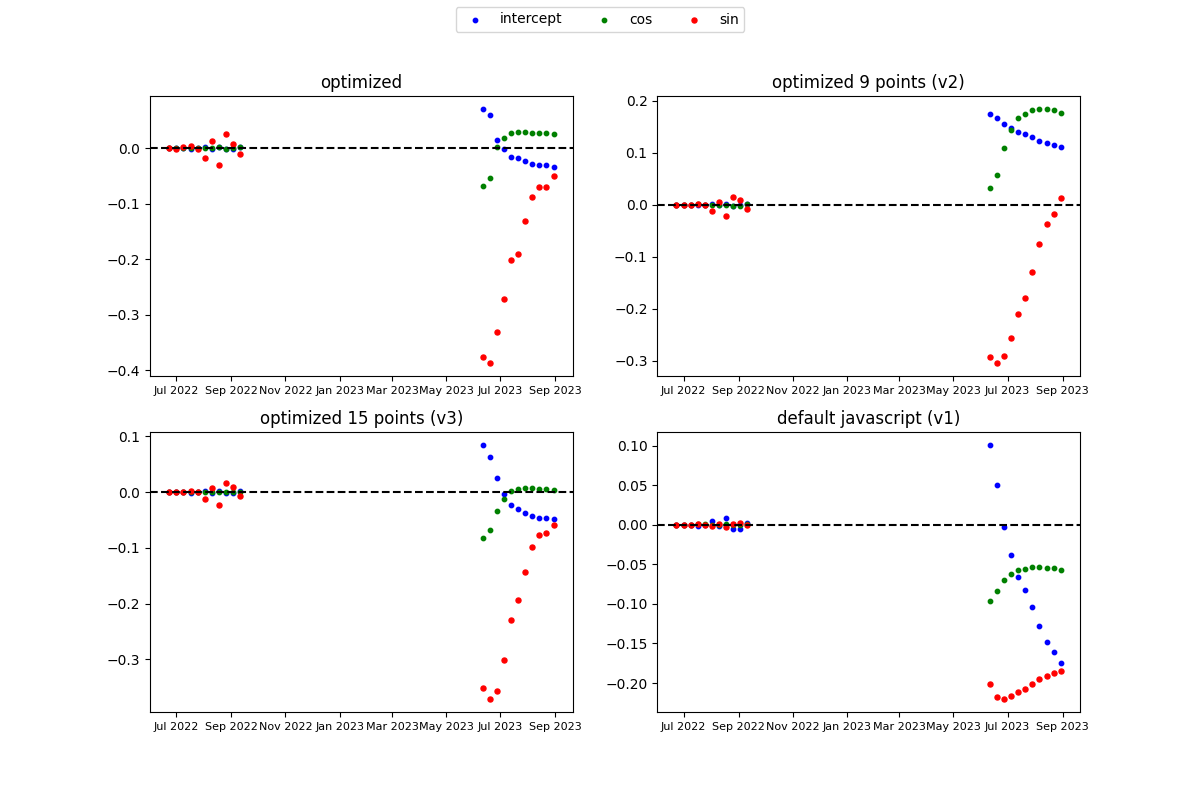 intercept cos sin
optimized
0.0
−0.1
−0.2
−0.3
−0.4
Jul 2022 Sep 2022 Nov 2022 Jan 2023 Mar 2023 May 2023 Jul 2023 Sep 2023
optimized 9 points (v2)
0.2
0.1
0.0
−0.1
−0.2
−0.3
Jul 2022 Sep 2022 Nov 2022 Jan 2023 Mar 2023 May 2023 Jul 2023 Sep 2023
optimized 15 points (v3)
0.1
0.0
−0.1
−0.2
−0.3
Jul 2022 Sep 2022 Nov 2022 Jan 2023 Mar 2023 May 2023 Jul 2023 Sep 2023
default javascript (v1)
0.10
0.05
0.00
−0.05
−0.10
−0.15
−0.20
Jul 2022 Sep 2022 Nov 2022 Jan 2023 Mar 2023 May 2023 Jul 2023 Sep 2023